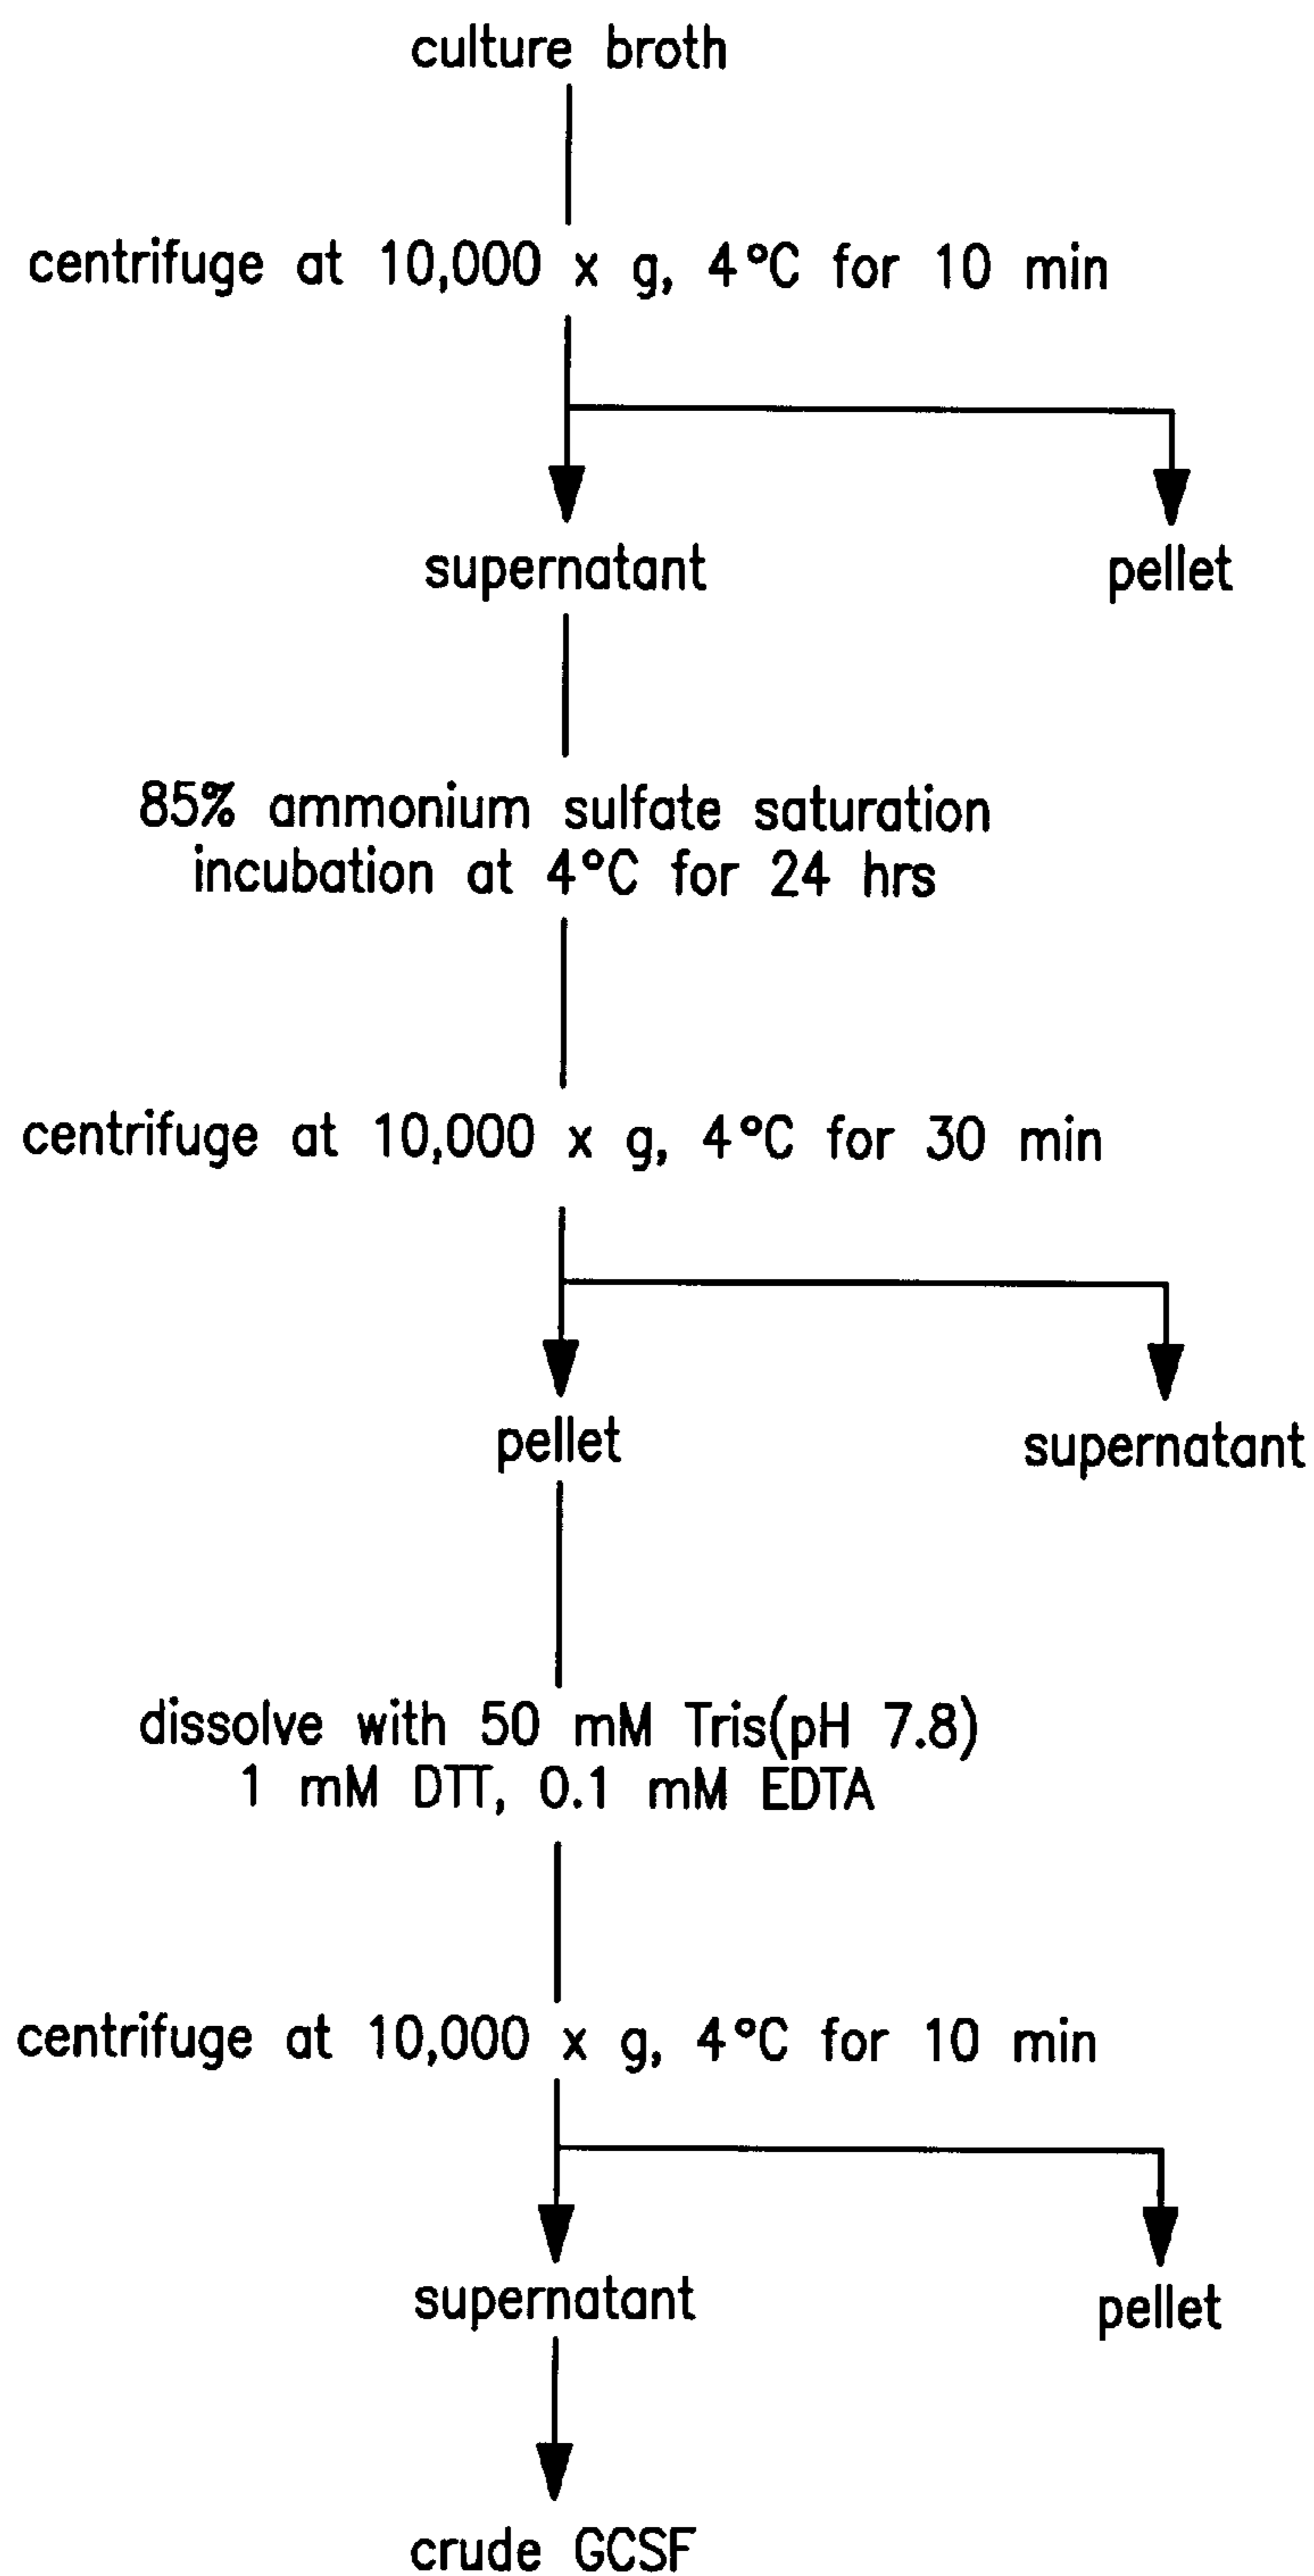 culture broth
centrifuge at 10,000 x g, 4°C for 10 min
supernatant
pellet
85% ammonium sulfate saturation
incubation at 4°C for 24 hrs
centrifuge at 10,000 x g, 4°C for 30 min
pellet
supernatant
dissolve with 50 mM Tris(pH 7.8)
1 mM DTT, 0.1 mM EDTA
centrifuge at 10,000 x g, 4°C for 10 min
supernatant
pellet
crude GCSF